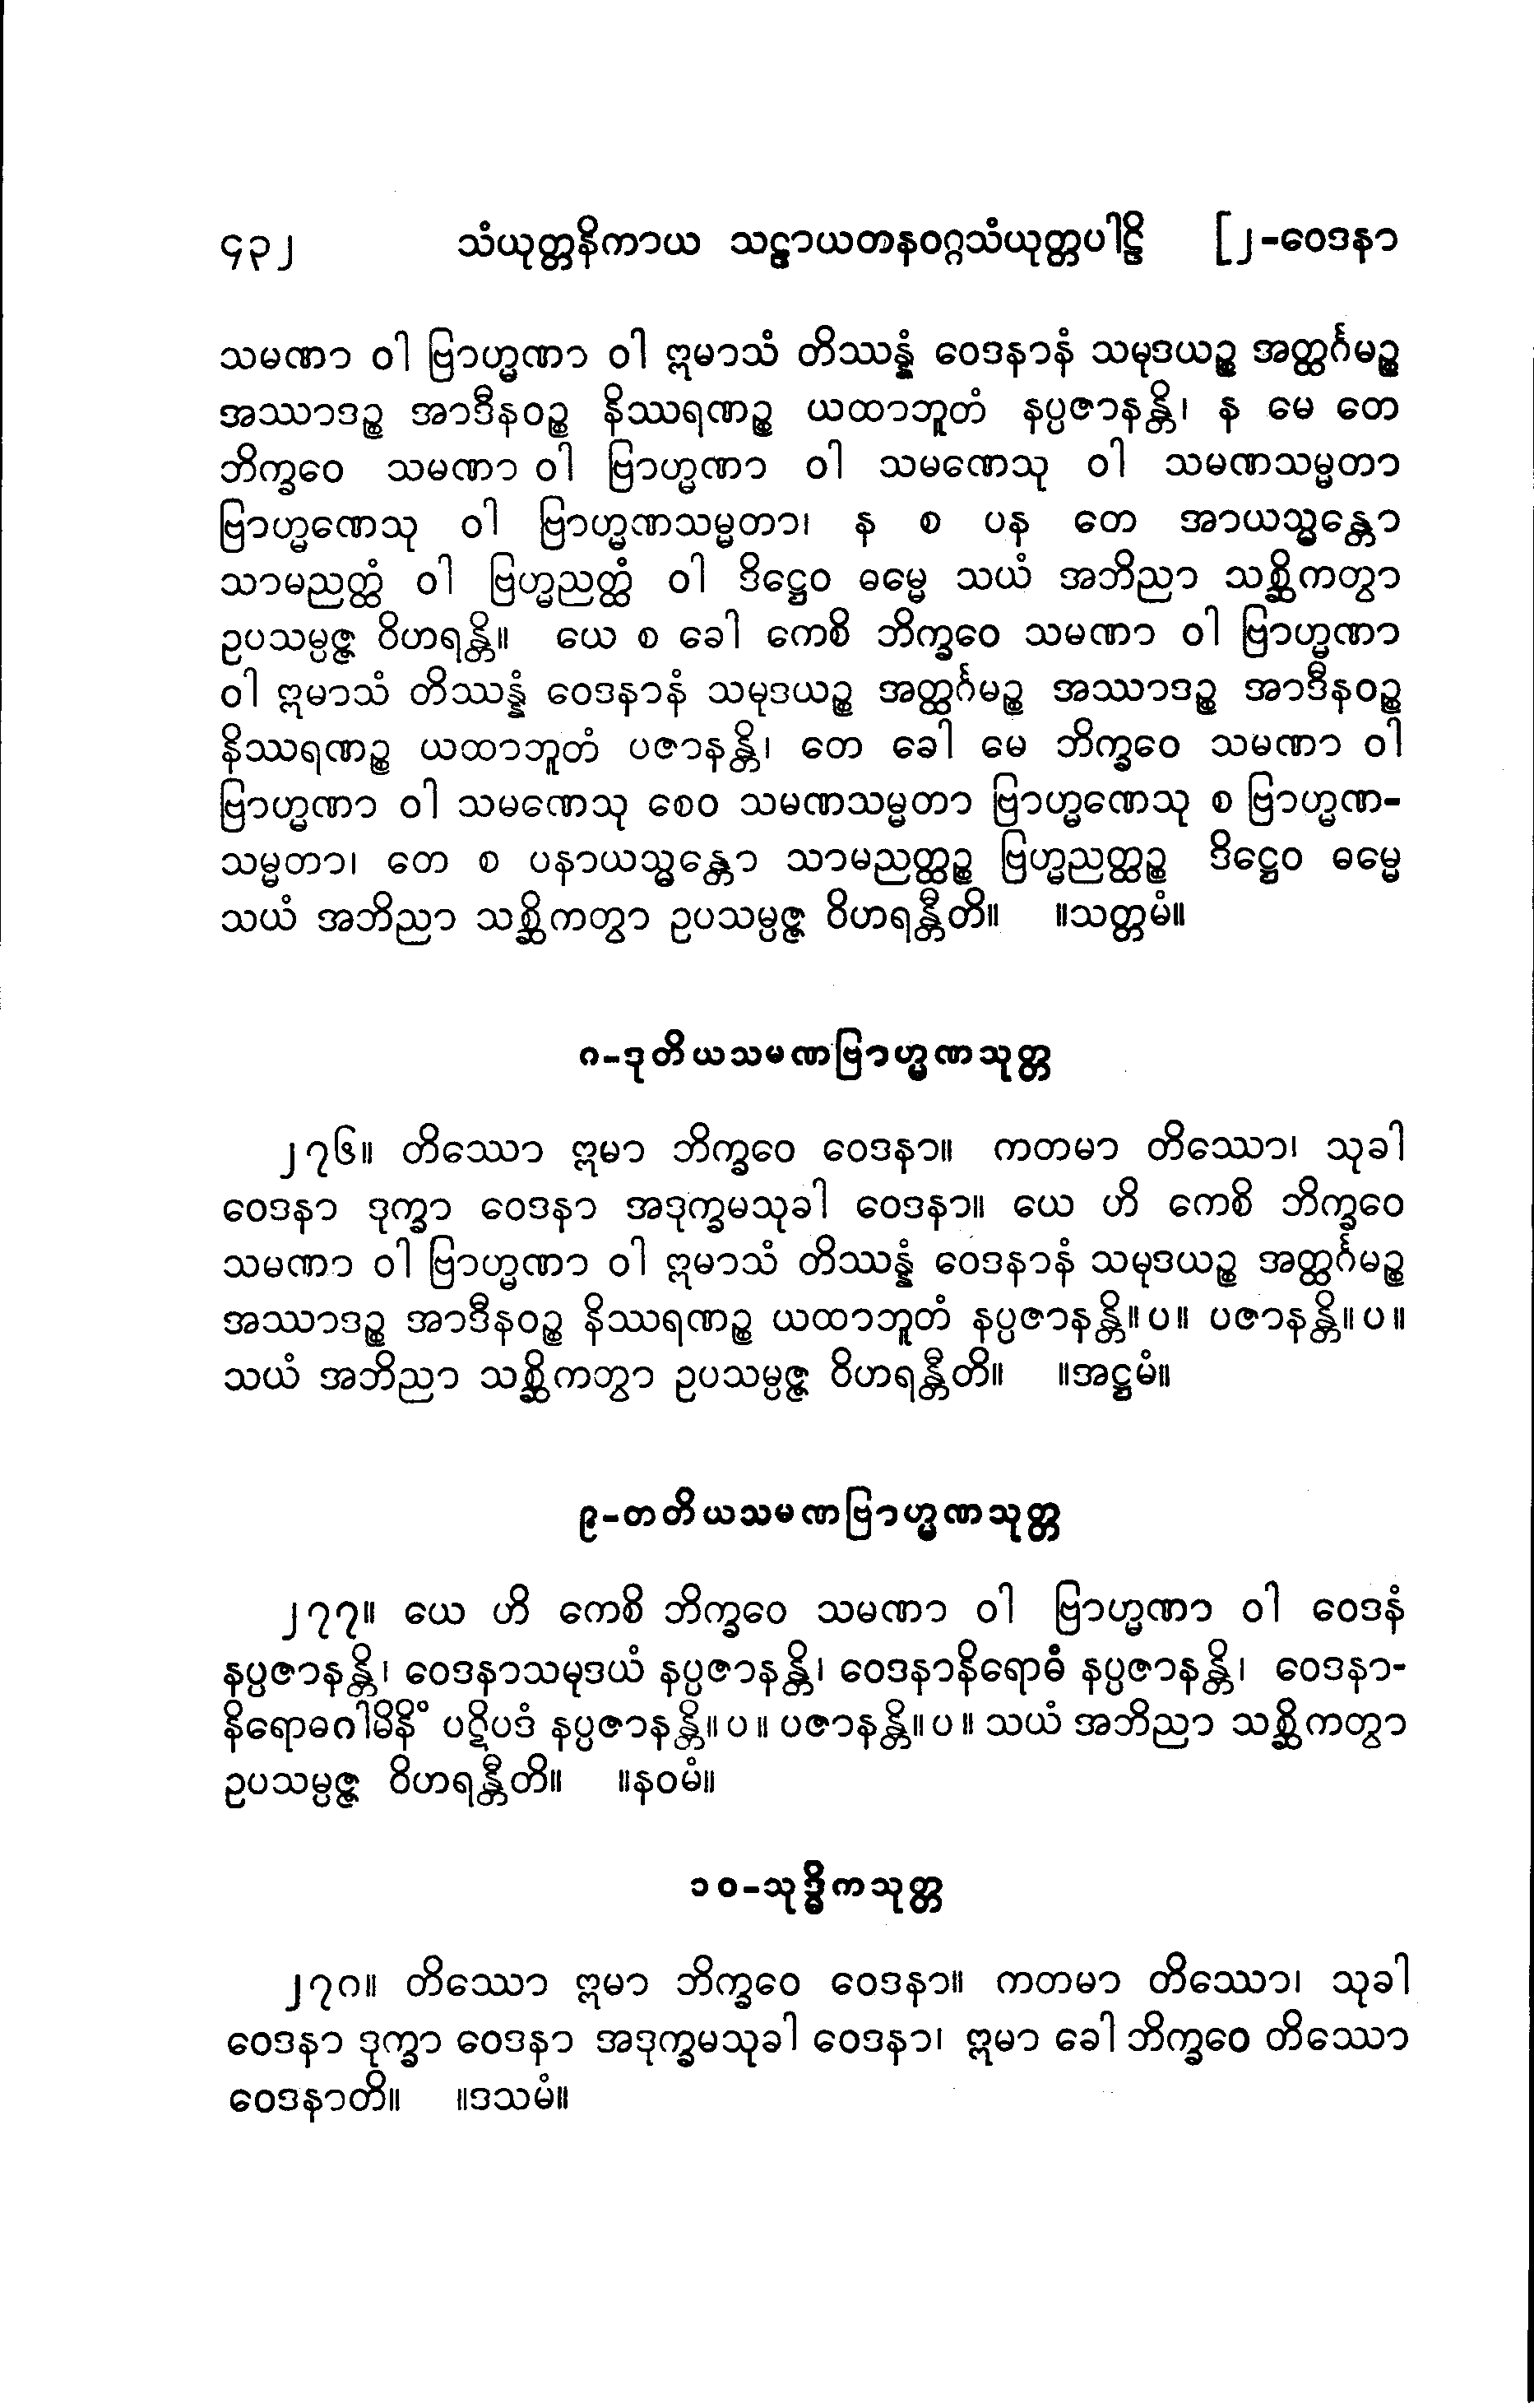 ၄၃၂ သံယုတ္တနိကာယ သဠာယတနဝဂ္ဂသံယုတ္တပါဠိ [၂-ဝေဒနာ
သမဏာ ဝါ ဗြာဟ္မဏာ ဝါ ဣမာသံ တိဿန္နံ ဝေဒနာနံ သမုဒယဉ္စ အတ္ထင်္ဂမဉ္စ
အဿာဒဉ္စ အာဒီနဝဉ္စ နိဿရဏဉ္စ ယထာဘူတံ နပ္ပဇာနန္တိ၊ န မေ တေ
ဘိက္ခဝေ သမဏာ ဝါ ဗြာဟ္မဏာ ဝါ သမဏေသု ဝါ သမဏသမ္မတာ
ဗြာဟ္မဏေသု ဝါ ဗြာဟ္မဏသမ္မတာ၊ န စ ပန တေ အာယသ္မန္တော
သာမညတ္ထံ ဝါ ဗြဟ္မညတ္ထံ ဝါ ဒိဋ္ဌေဝ ဓမ္မေ သယံ အဘိညာ သစ္ဆိကတွာ
ဥပသမ္ပဇ္ဇ ဝိဟရန္တိ။ ယေ စ ခေါ ကေစိ ဘိက္ခဝေ သမဏာ ဝါ ဗြာဟ္မဏာ
ဝါ ဣမာသံ တိဿန္နံ ဝေဒနာနံ သမုဒယဉ္စ အတ္ထင်္ဂမဉ္စ အဿာဒဉ္စ အာဒီနဝဉ္စ
နိဿရဏဉ္စ ယထာဘူတံ ပဇာနန္တိ၊ တေ ခေါ မေ ဘိက္ခဝေ သမဏာ ဝါ
ဗြာဟ္မဏာ ဝါ သမဏေသု စေဝ သမဏသမ္မတာ ဗြာဟ္မဏေသု စ ဗြာဟ္မဏ-
သမ္မတာ၊ တေ စ ပနာယသ္မန္တော သာမညတ္ထဉ္စ ဗြဟ္မညတ္ထဉ္စ ဒိဋ္ဌေဝ ဓမ္မေ
သယံ အဘိညာ သစ္ဆိကတွာ ဥပသမ္ပဇ္ဇ ဝိဟရန္တီတိ။ ။သတ္တမံ။
၈-ဒုတိယသမဏဗြာဟ္မဏသုတ္တ
၂၇၆။ တိဿော ဣမာ ဘိက္ခဝေ ဝေဒနာ။ ကတမာ တိဿော၊ သုခါ
ဝေဒနာ ဒုက္ခာ ဝေဒနာ အဒုက္ခမသုခါ ဝေဒနာ။ ယေ ဟိ ကေစိ ဘိက္ခဝေ
သမဏာ ဝါ ဗြာဟ္မဏာ ဝါ ဣမာသံ တိဿန္နံ ဝေဒနာနံ သမုဒယဉ္စ အတ္ထင်္ဂမဉ္စ
အဿာဒဉ္စ အာဒီနဝဉ္စ နိဿရဏဉ္စ ယထာဘူတံ နပ္ပဇာနန္တိ။ပ။ ပဇာနန္တိ။ပ။
သယံ အဘိညာ သစ္ဆိကတွာ ဥပသမ္ပဇ္ဇ ဝိဟရန္တီတိ။ ။အဋ္ဌမံ။
၉-တတိယသမဏဗြာဟ္မဏသုတ္တ
၂၇၇။ ယေ ဟိ ကေစိ ဘိက္ခဝေ သမဏာ ဝါ ဗြာဟ္မဏာ ဝါ ဝေဒနံ
နပ္ပဇာနန္တိ၊ ဝေဒနာသမုဒယံ နပ္ပဇာနန္တိ၊ ဝေဒနာနိရောဓံ နပ္ပဇာနန္တိ၊ ဝေဒနာ-
နိရောဓဂါမိနိံ ပဋိပဒံ နပ္ပဇာနန္တိ။ပ။ ပဇာနန္တိ။ပ။ သယံ အဘိညာ သစ္ဆိကတွာ
ဥပသမ္ပဇ္ဇ ဝိဟရန္တီတိ။ ။နဝမံ။
၁၀-သုဒ္ဓိကသုတ္တ
၂၇၈။ တိဿော ဣမာ ဘိက္ခဝေ ဝေဒနာ။ ကတမာ တိဿော၊ သုခါ
ဝေဒနာ ဒုက္ခာ ဝေဒနာ အဒုက္ခမသုခါ ဝေဒနာ၊ ဣမာ ခေါ ဘိက္ခဝေ တိဿော
ဝေဒနာတိ။ ။ဒသမံ။